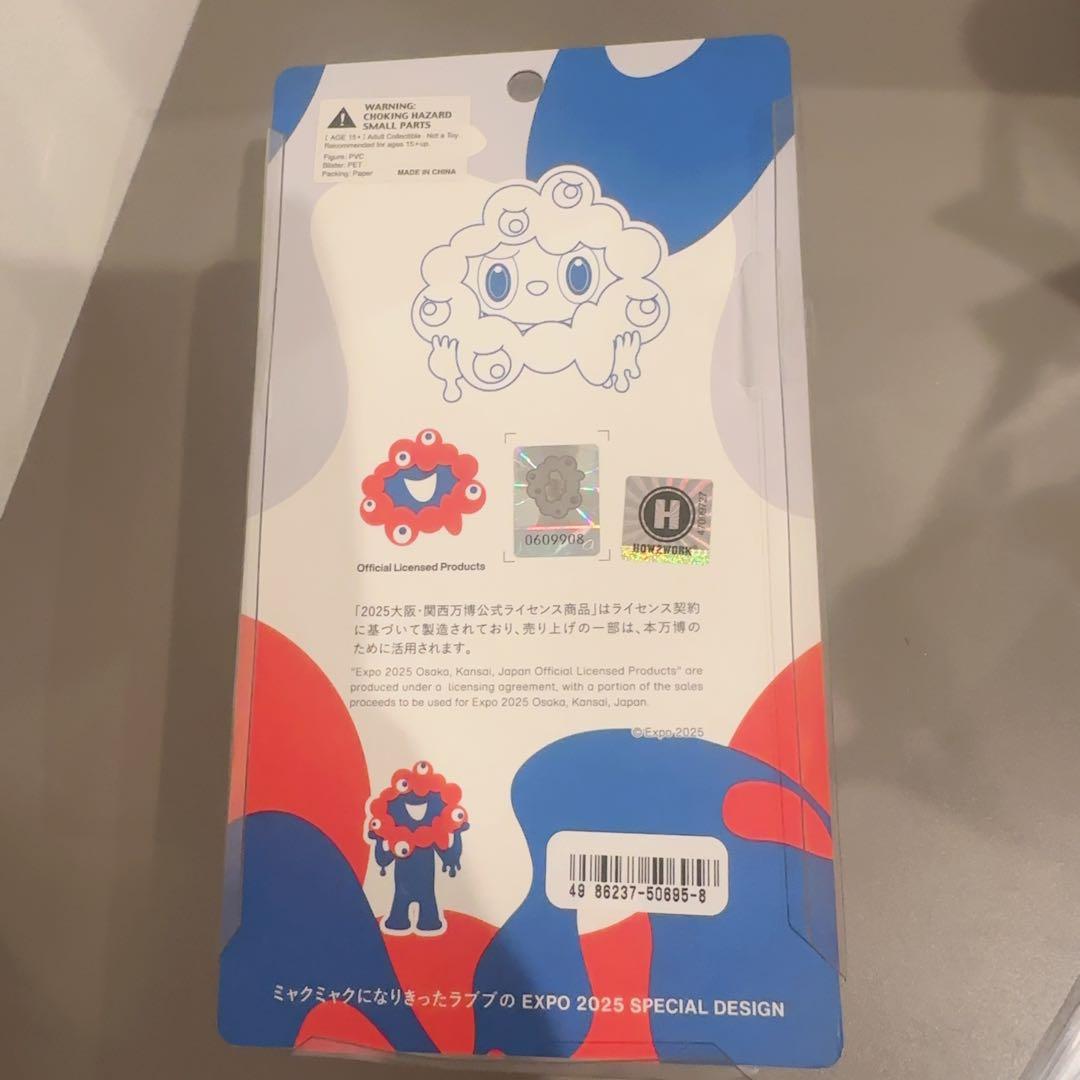 WARNING:
CHOKING HAZARD
SMALL PARTS
[ AGE 15+ ] Adult Collectible - Not a Toy.
Recommended for ages 15+up.
Figure: PVC
Blister: PET
Packing: Paper
MADE IN CHINA
0609908
H
HOW2WORK
47069737
Official Licensed Products
「2025大阪・関西万博公式ライセンス商品」はライセンス契約
に基づいて製造されており、売り上げの一部は、本万博の
ために活用されます。
"Expo 2025 Osaka, Kansai, Japan Official Licensed Products" are
produced under a licensing agreement, with a portion of the sales
proceeds to be used for Expo 2025 Osaka, Kansai, Japan.
©Expo 2025
49 86237-50695-8
ミャクミャクになりきったラブブの EXPO 2025 SPECIAL DESIGN